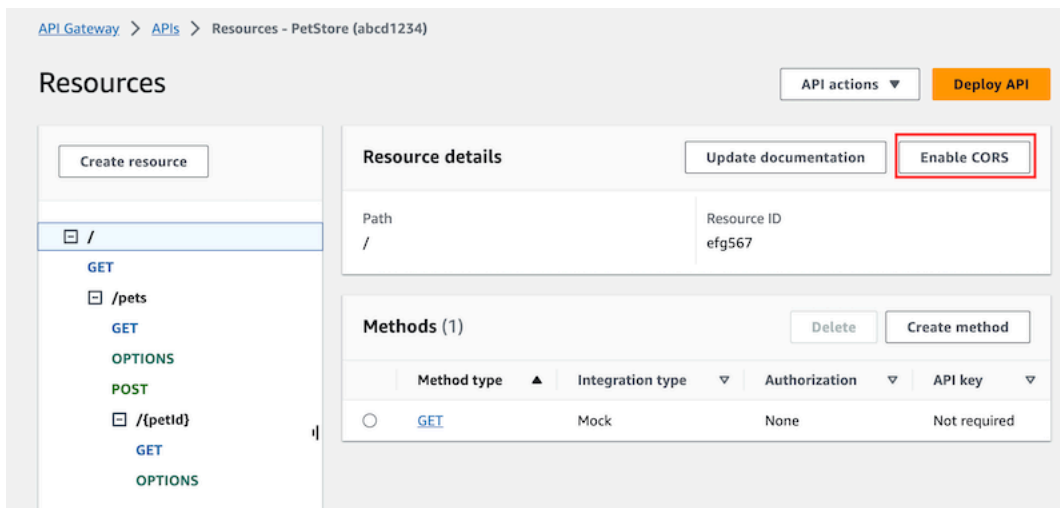 API Gateway > APIs > Resources - PetStore (abcd1234)
Resources
API actions ▼
Deploy API
Create resource
/
GET
/pets
GET
OPTIONS
POST
/{petId}
GET
OPTIONS
Resource details
Update documentation
Enable CORS
Path
/
Resource ID
efg567
Methods (1)
Delete
Create method
Method type Integration type Authorization API key
GET Mock None Not required